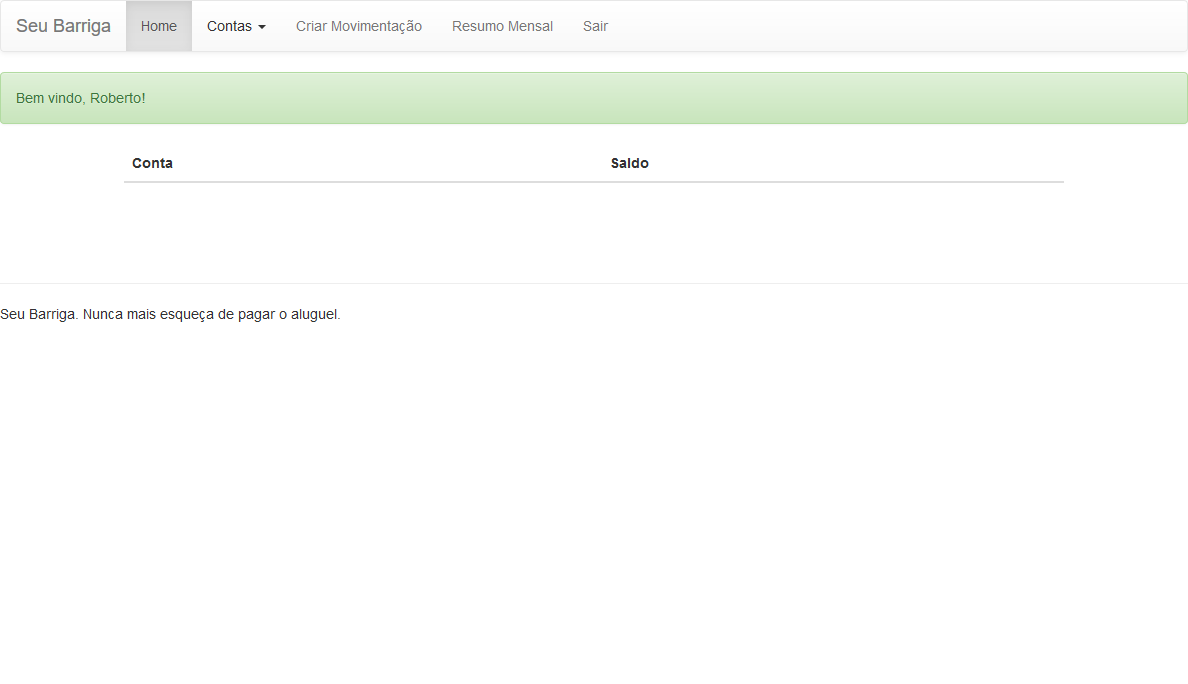 Seu Barriga Home Contas Criar Movimentação Resumo Mensal Sair
Bem vindo, Roberto!
Conta Saldo
Seu Barriga. Nunca mais esqueça de pagar o aluguel.